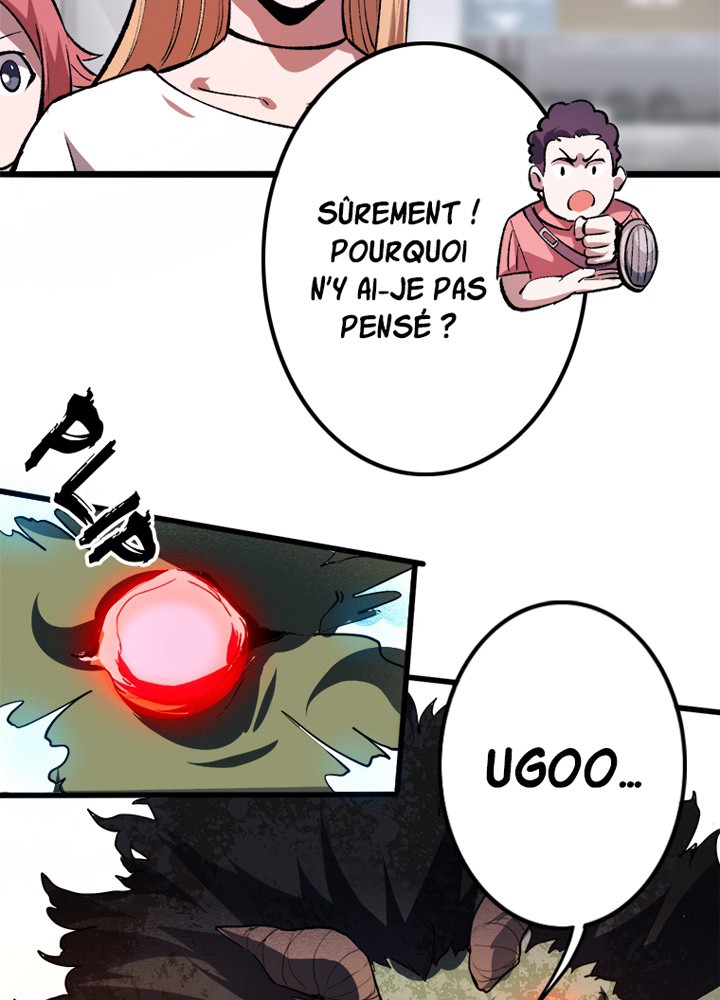 SÛREMENT !
POURQUOI
N'Y AI-JE PAS
PENSÉ ?
PLIP
UGOO...